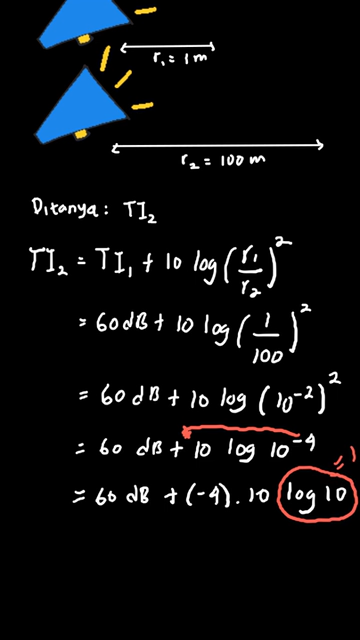 r₁ = 1 m
r₂ = 100 m
Ditanya: TI₂
TI₂ = TI₁ + 10 log (r₁/r₂)²
= 60 dB + 10 log (1/100)²
= 60 dB + 10 log (10⁻²)²
= 60 dB + 10 log 10⁻⁴
= 1
= 60 dB + (-4) . 10 log 10